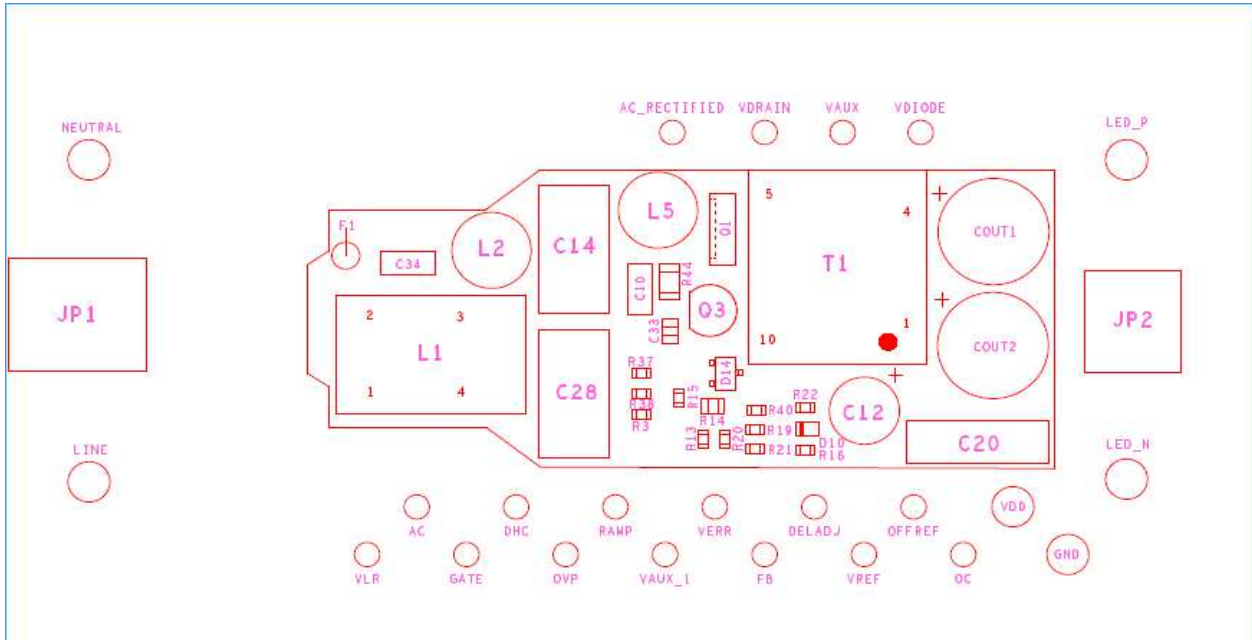 AC_RECTIFIED VDRAIN VAUX VDIODE
NEUTRAL
LED_P
5
4
F1
L5
Q1
COUT1
L2
C14
C34
T1
R44
C10
JP1
2
3
Q3
1
JP2
C33
10
COUT2
L1
R37
D14
1
4
C28
R38
R15
R22
R3
R14
R40
C12
R13
R20
R19
D10
R21
R16
C20
LINE
LED_N
VDD
AC DHC RAMP VERR DELADJ OFFREF
GND
VLR GATE OVP VAUX_1 FB VREF OC